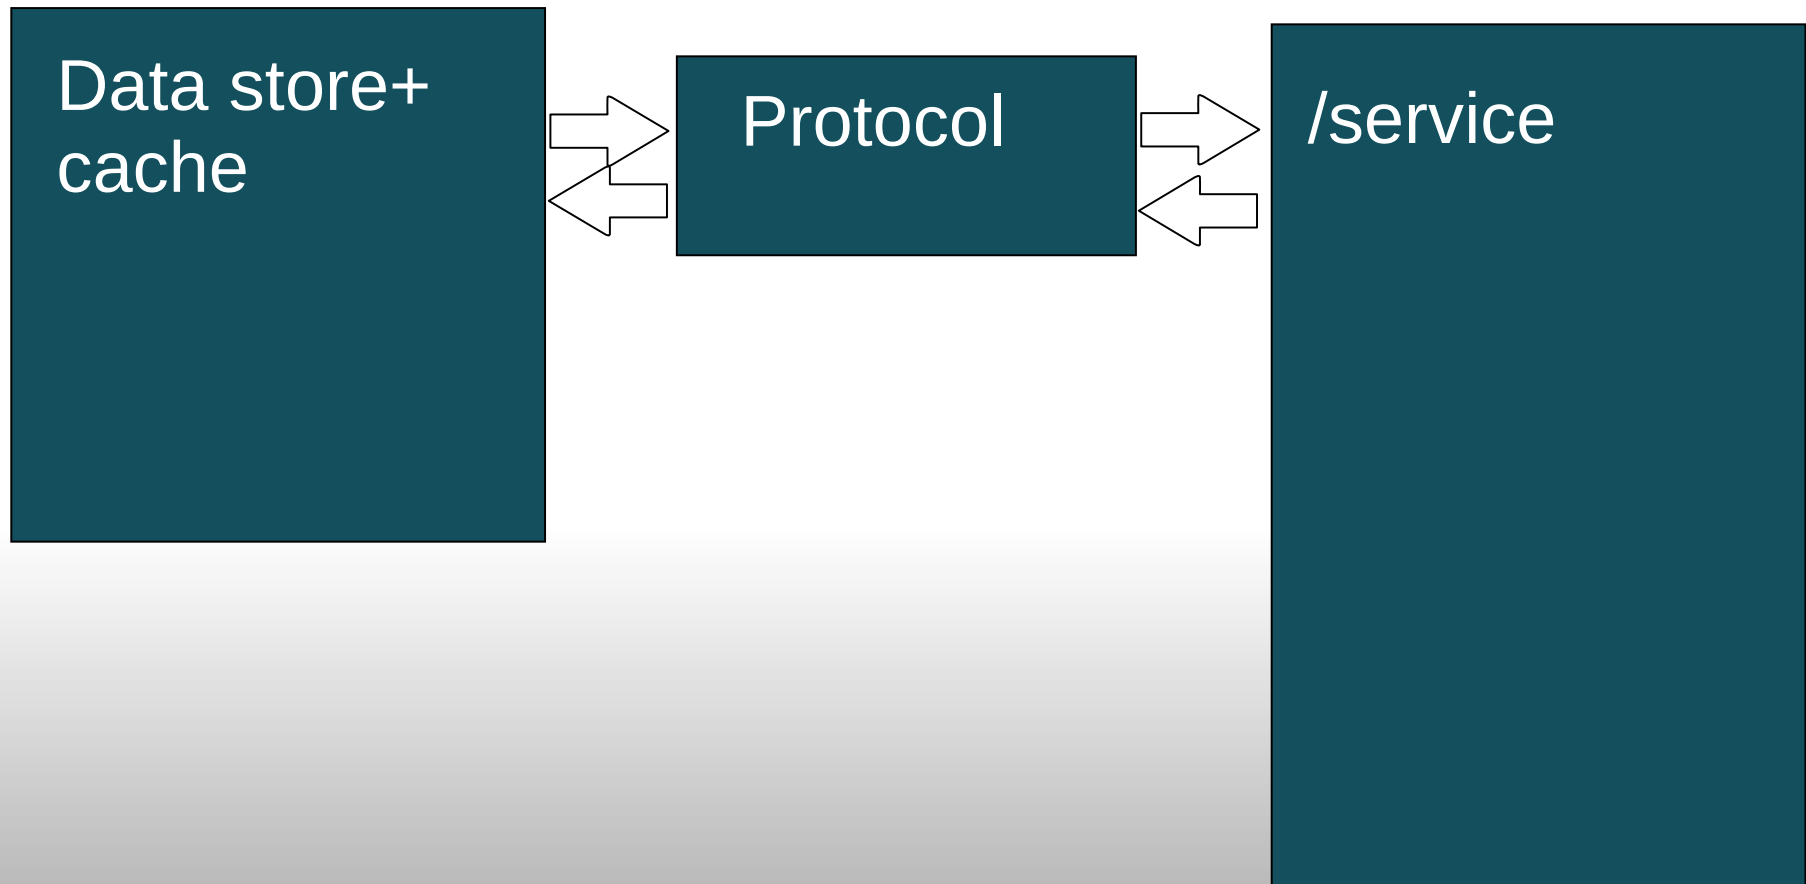 Data store+
cache
Protocol
/service